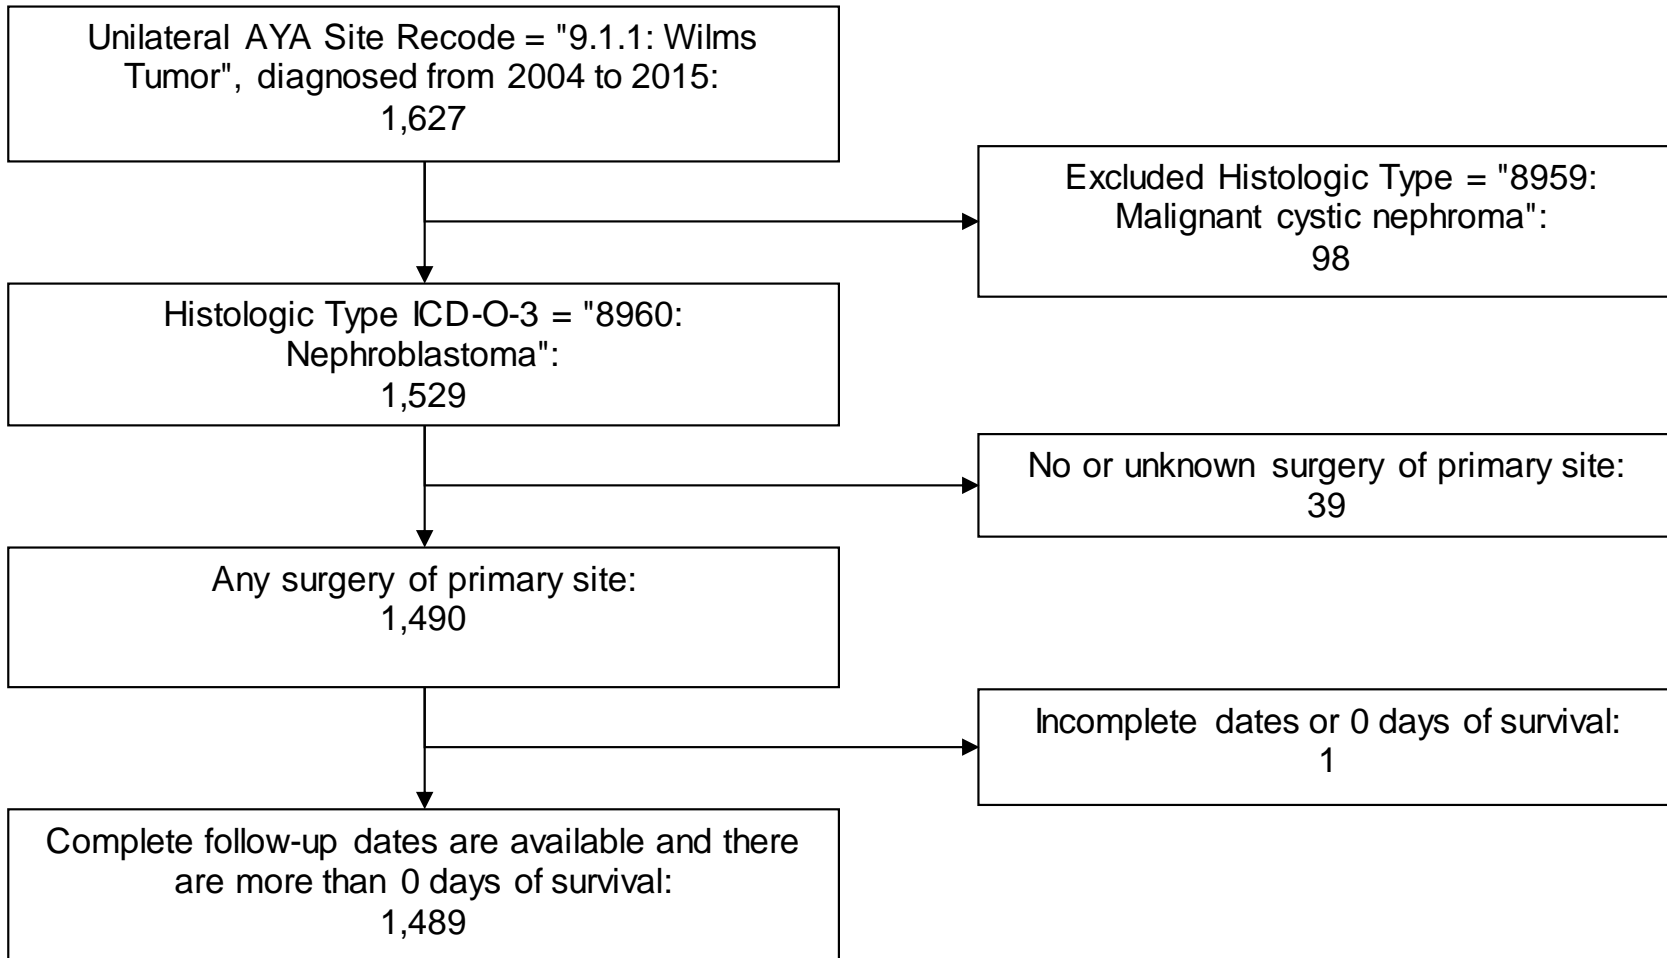 Unilateral AYA Site Recode = "9.1.1: Wilms
Tumor", diagnosed from 2004 to 2015:
1,627
Excluded Histologic Type = "8959:
Malignant cystic nephroma":
98
Histologic Type ICD-O-3 = "8960:
Nephroblastoma":
1,529
No or unknown surgery of primary site:
39
Any surgery of primary site:
1,490
Incomplete dates or 0 days of survival:
1
Complete follow-up dates are available and there
are more than 0 days of survival:
1,489